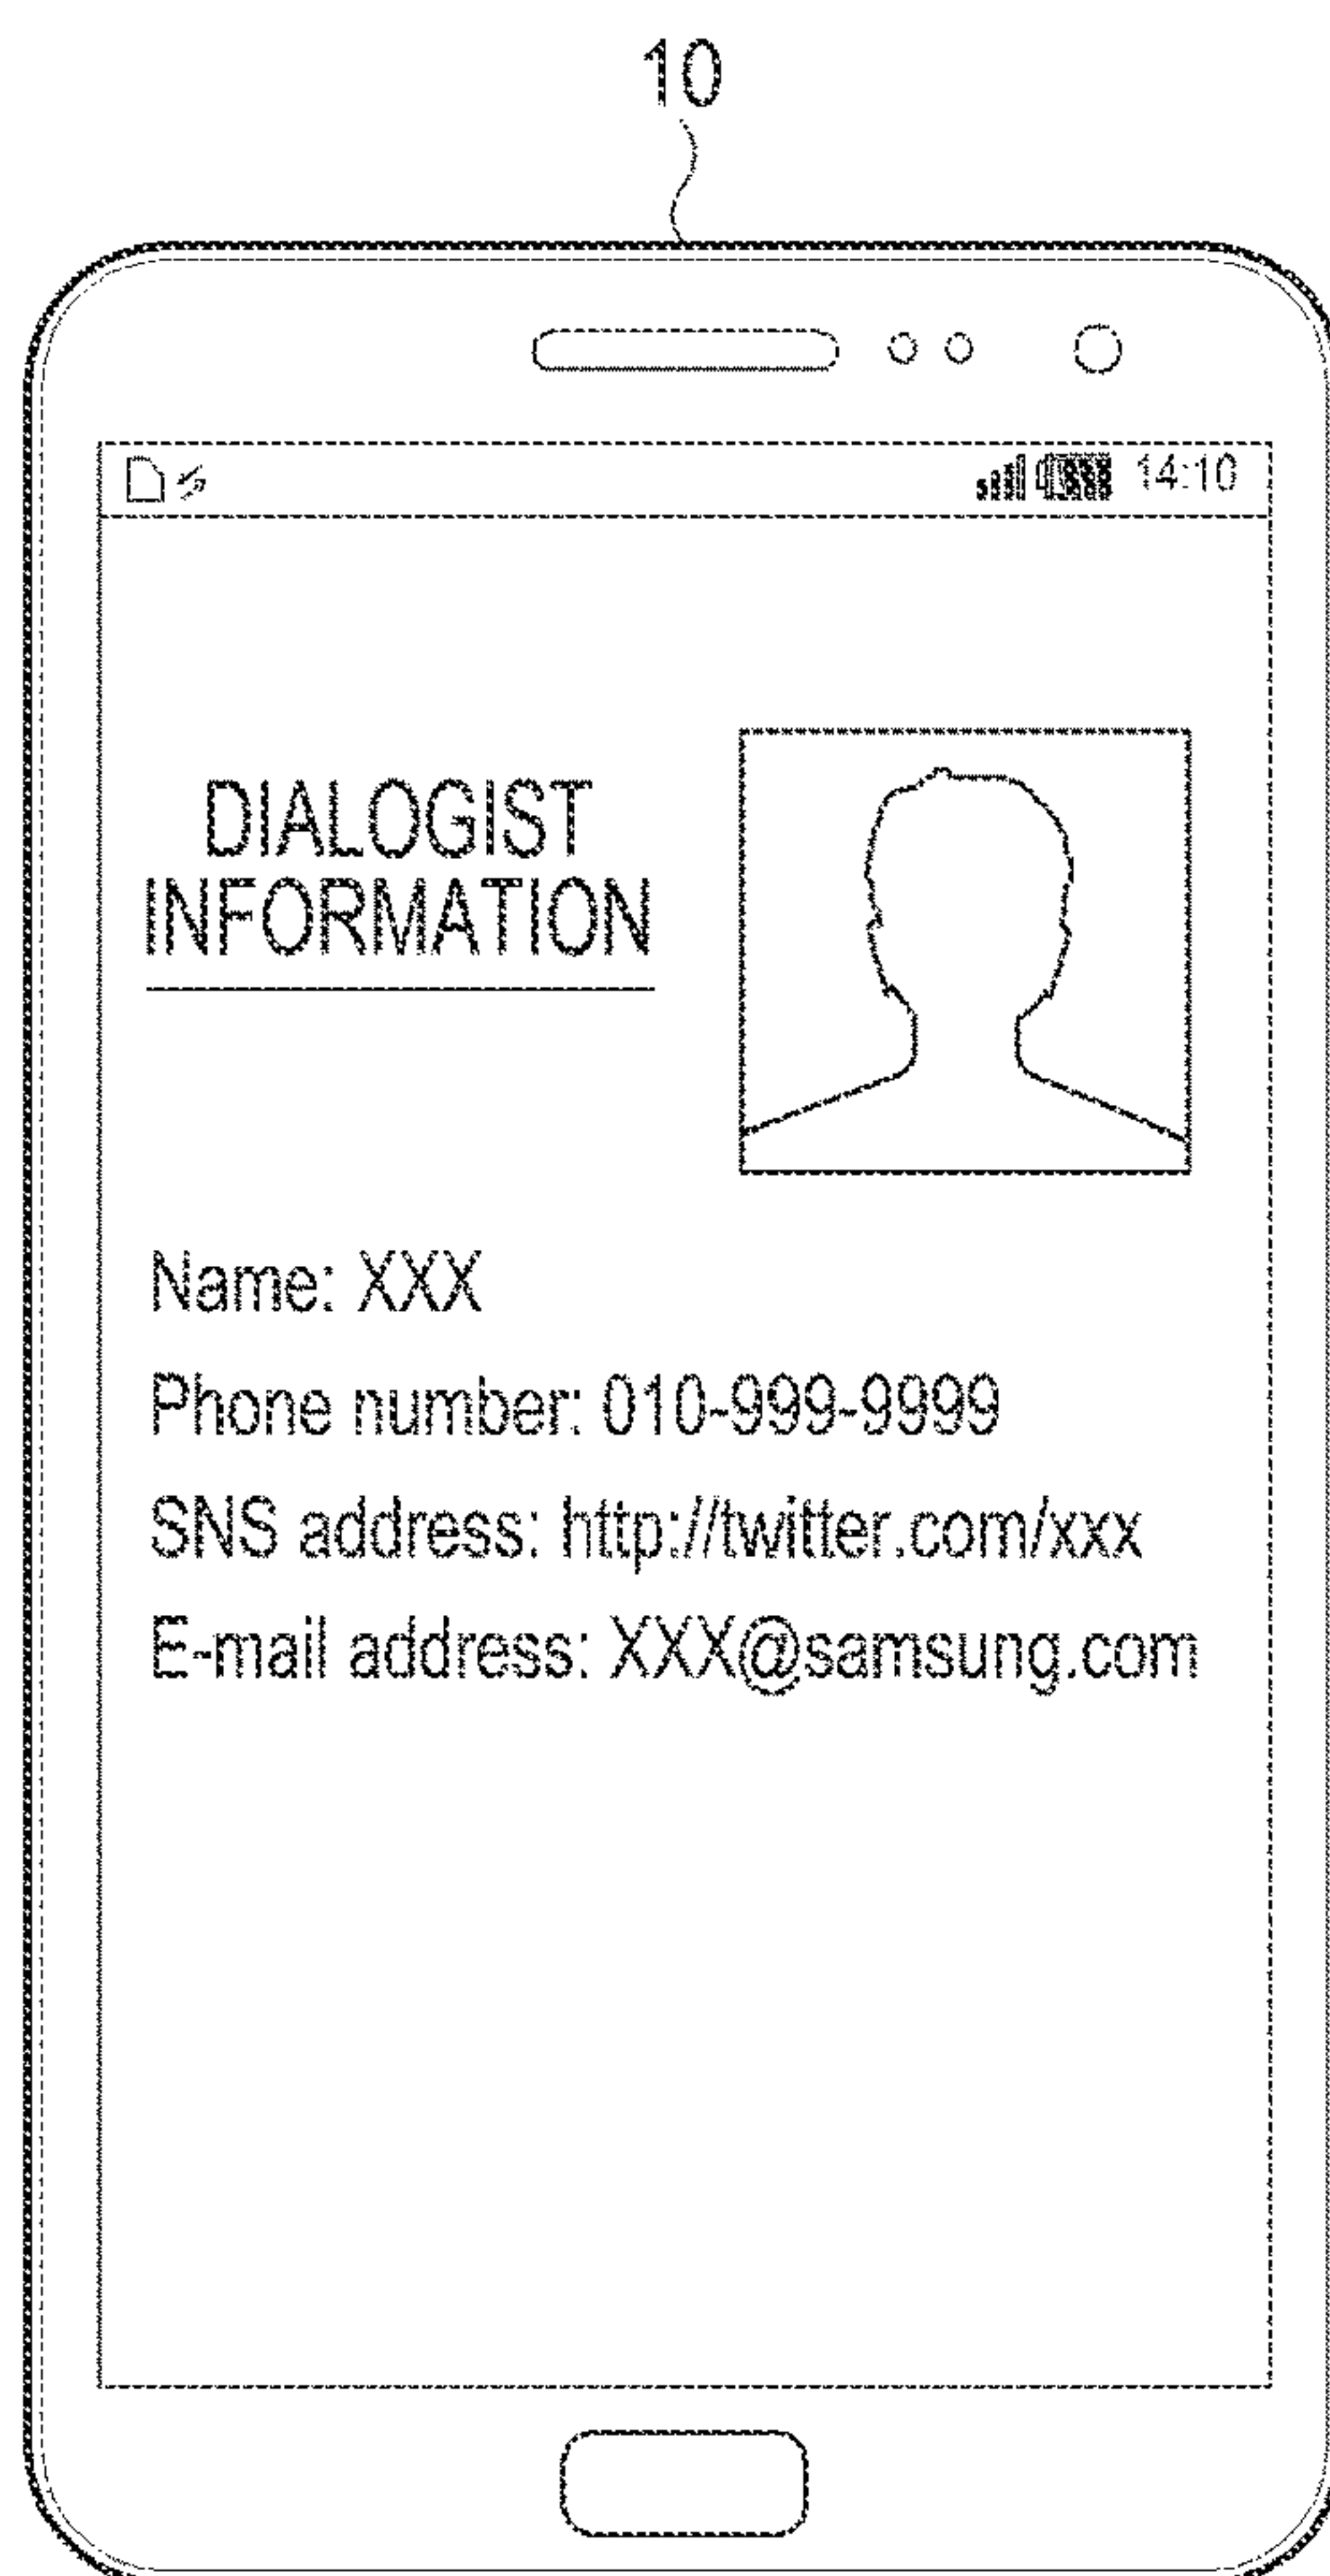 10
14:10
DIALOGIST
INFORMATION
Name: XXX
Phone number: 010-999-9999
SNS address: http://twitter.com/xxx
E-mail address: XXX@samsung.com